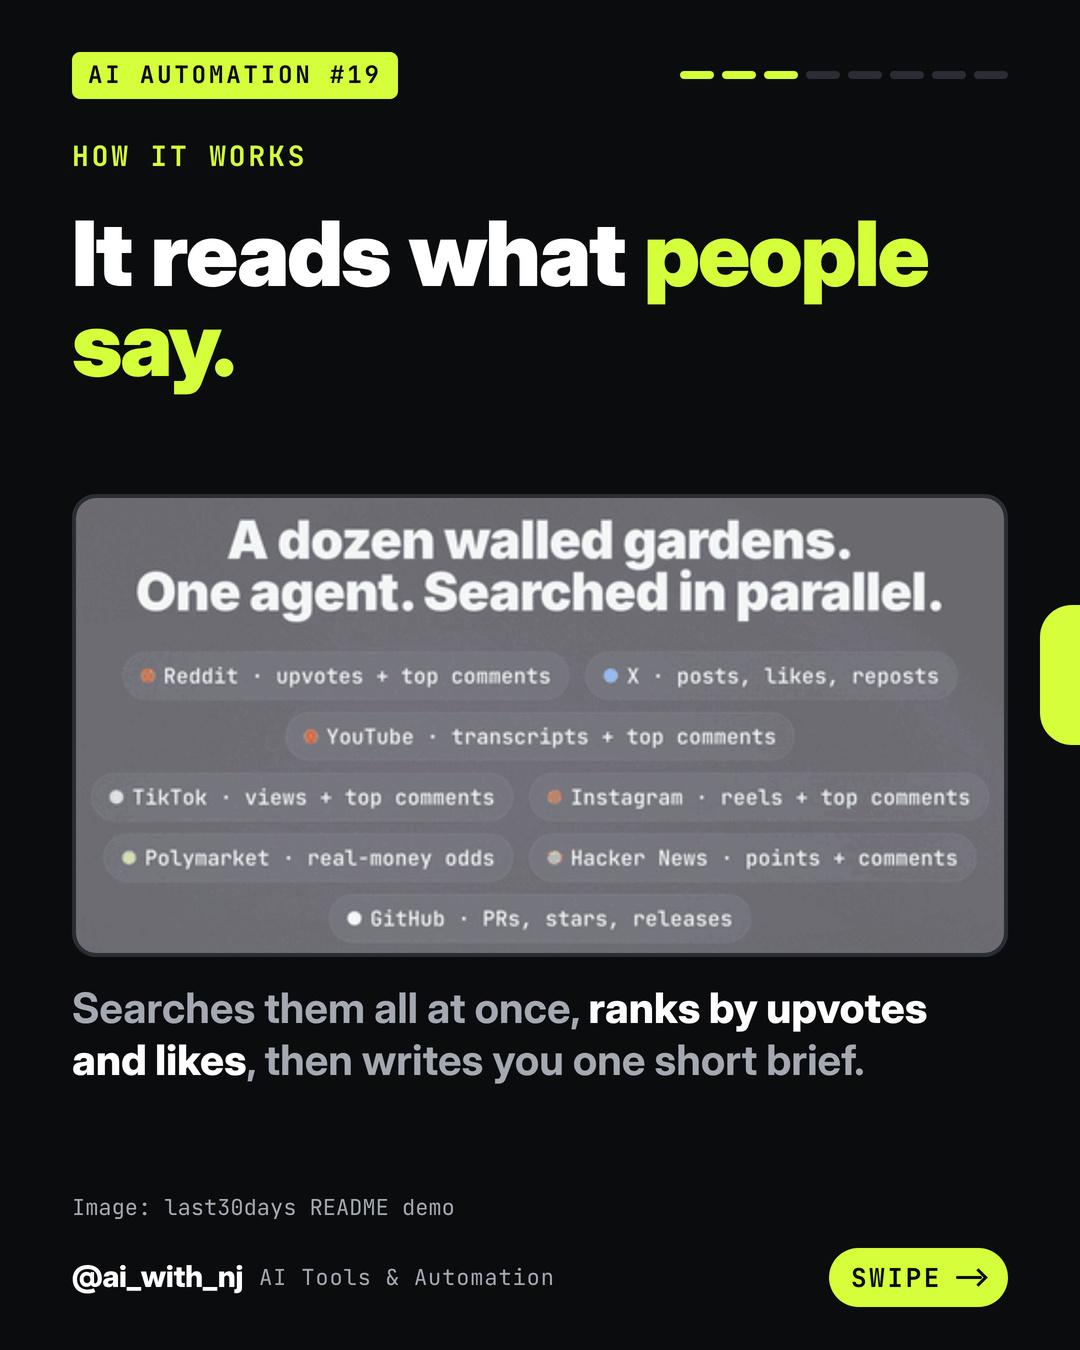 AI AUTOMATION #19
HOW IT WORKS
It reads what people
say.
A dozen walled gardens.
One agent. Searched in parallel.
Reddit · upvotes + top comments
X · posts, likes, reposts
YouTube · transcripts + top comments
TikTok · views + top comments
Instagram · reels + top comments
Polymarket · real-money odds
Hacker News · points + comments
GitHub · PRs, stars, releases
Searches them all at once, ranks by upvotes
and likes, then writes you one short brief.
Image: last30days README demo
@ai_with_nj AI Tools & Automation
SWIPE →